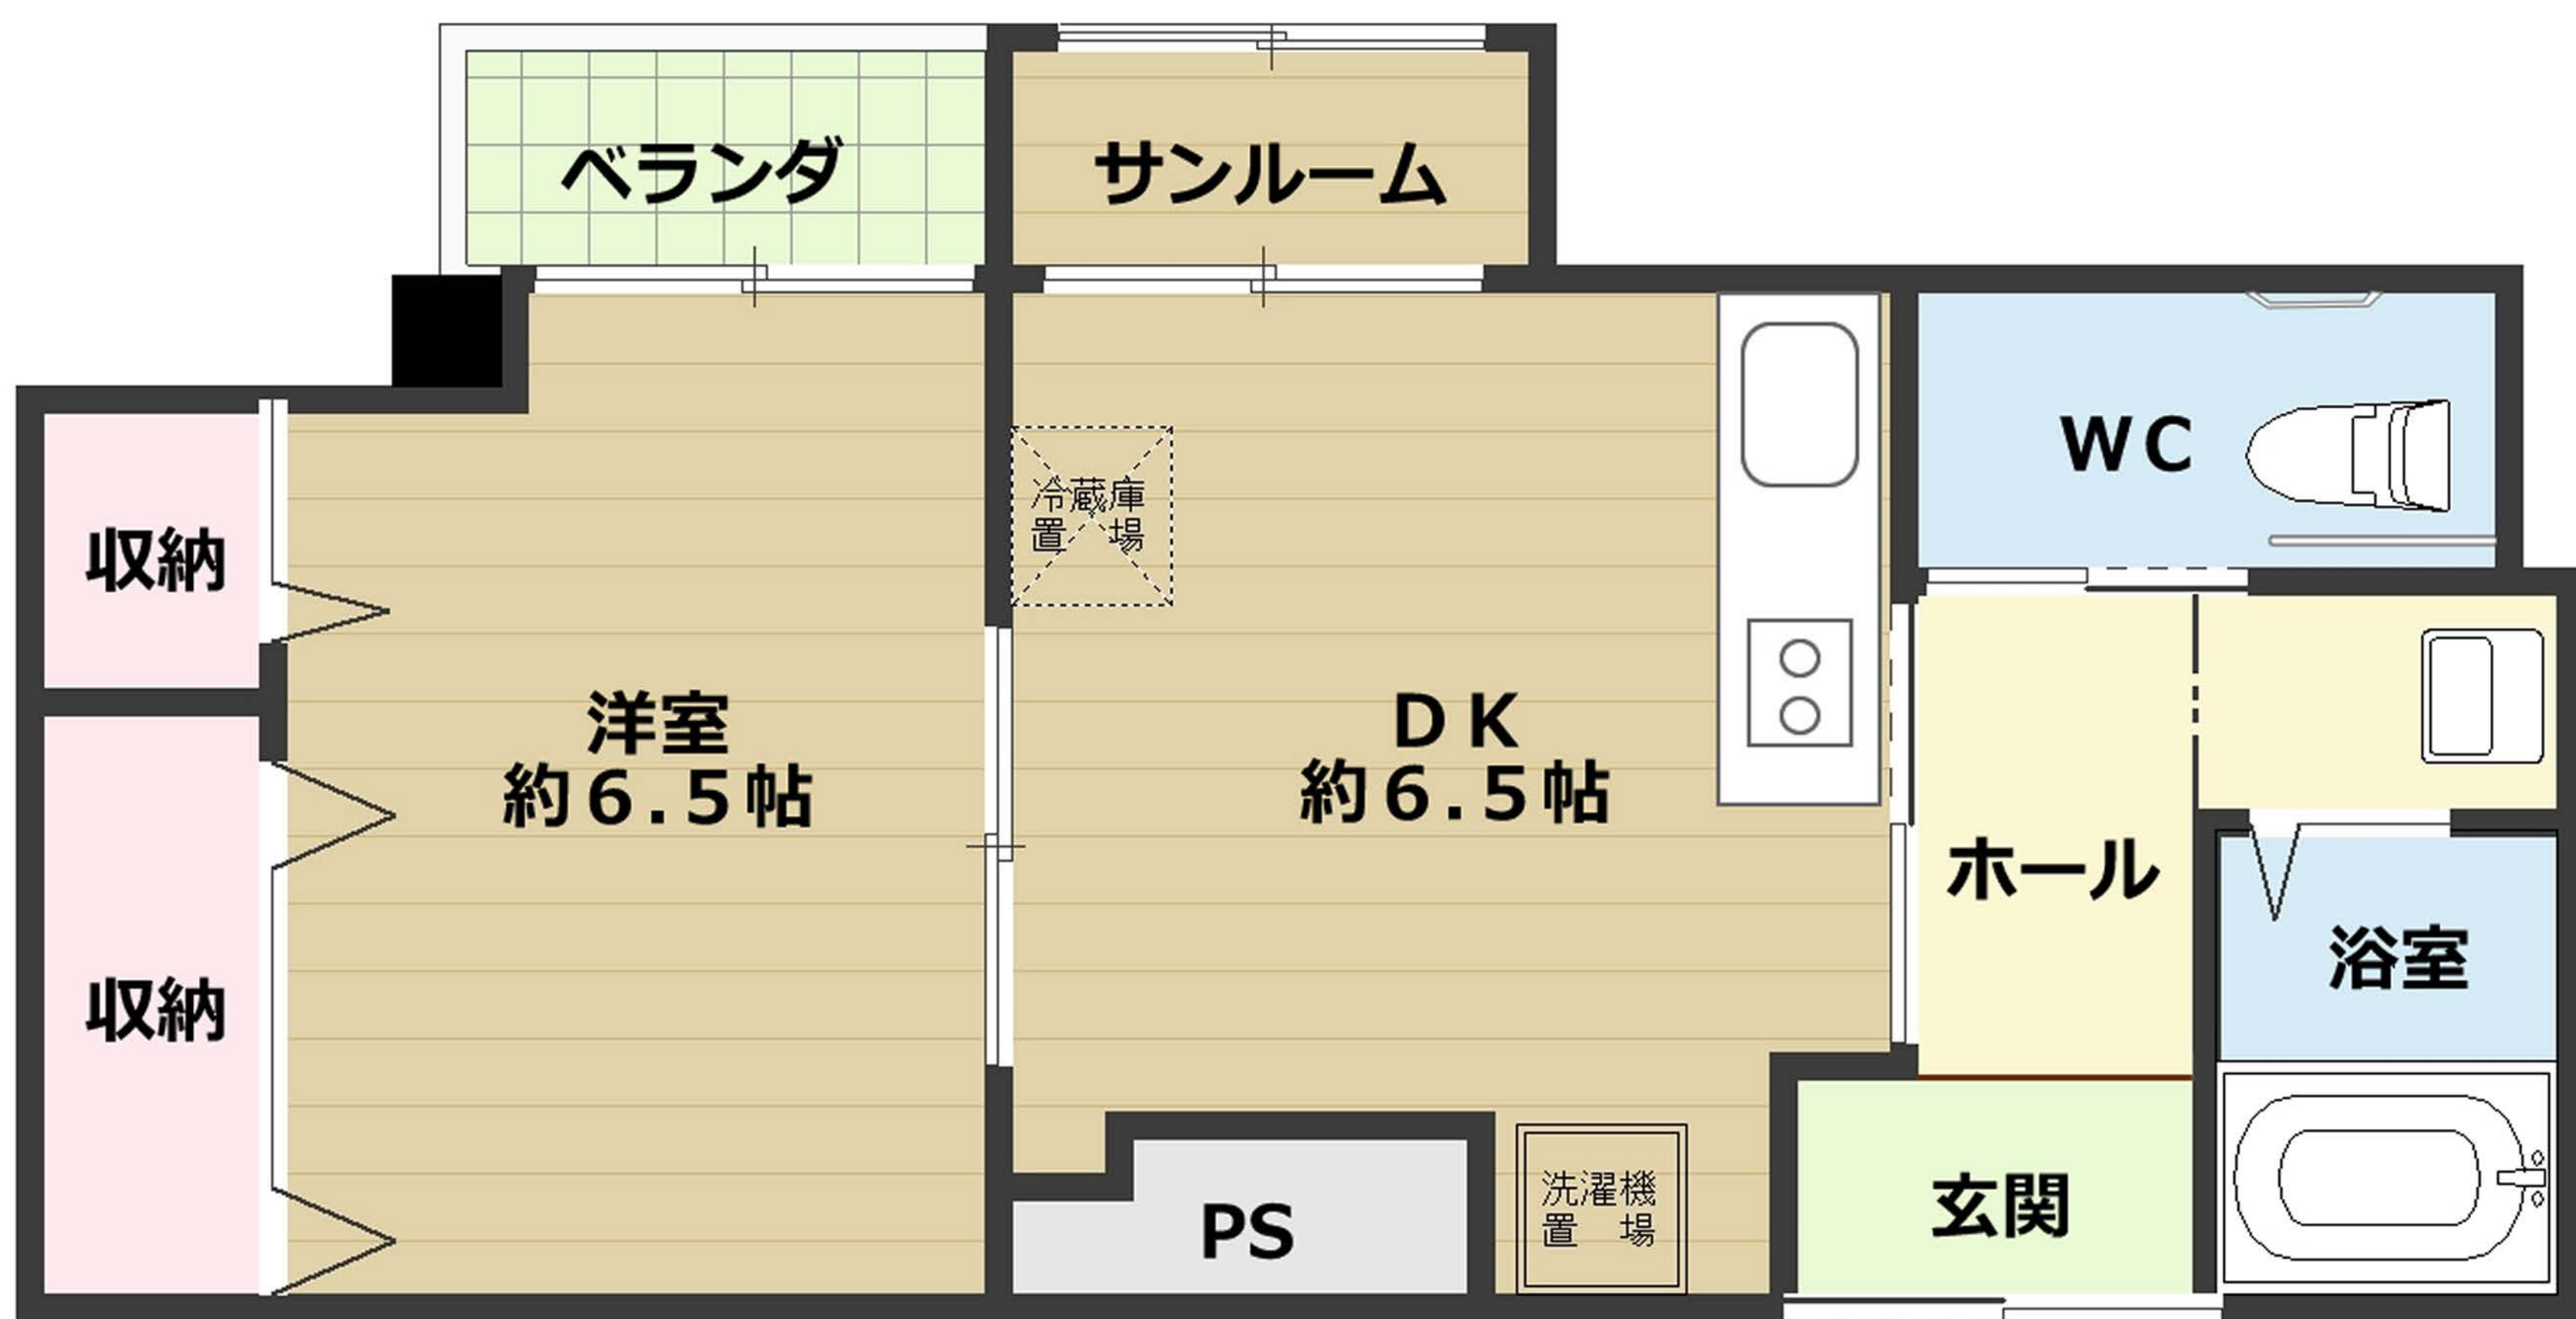 ベランダ
サンルーム
WC
冷蔵庫
置 場
収納
洋室
約6.5帖
DK
約6.5帖
ホール
浴室
収納
洗濯機
置 場
PS
玄関